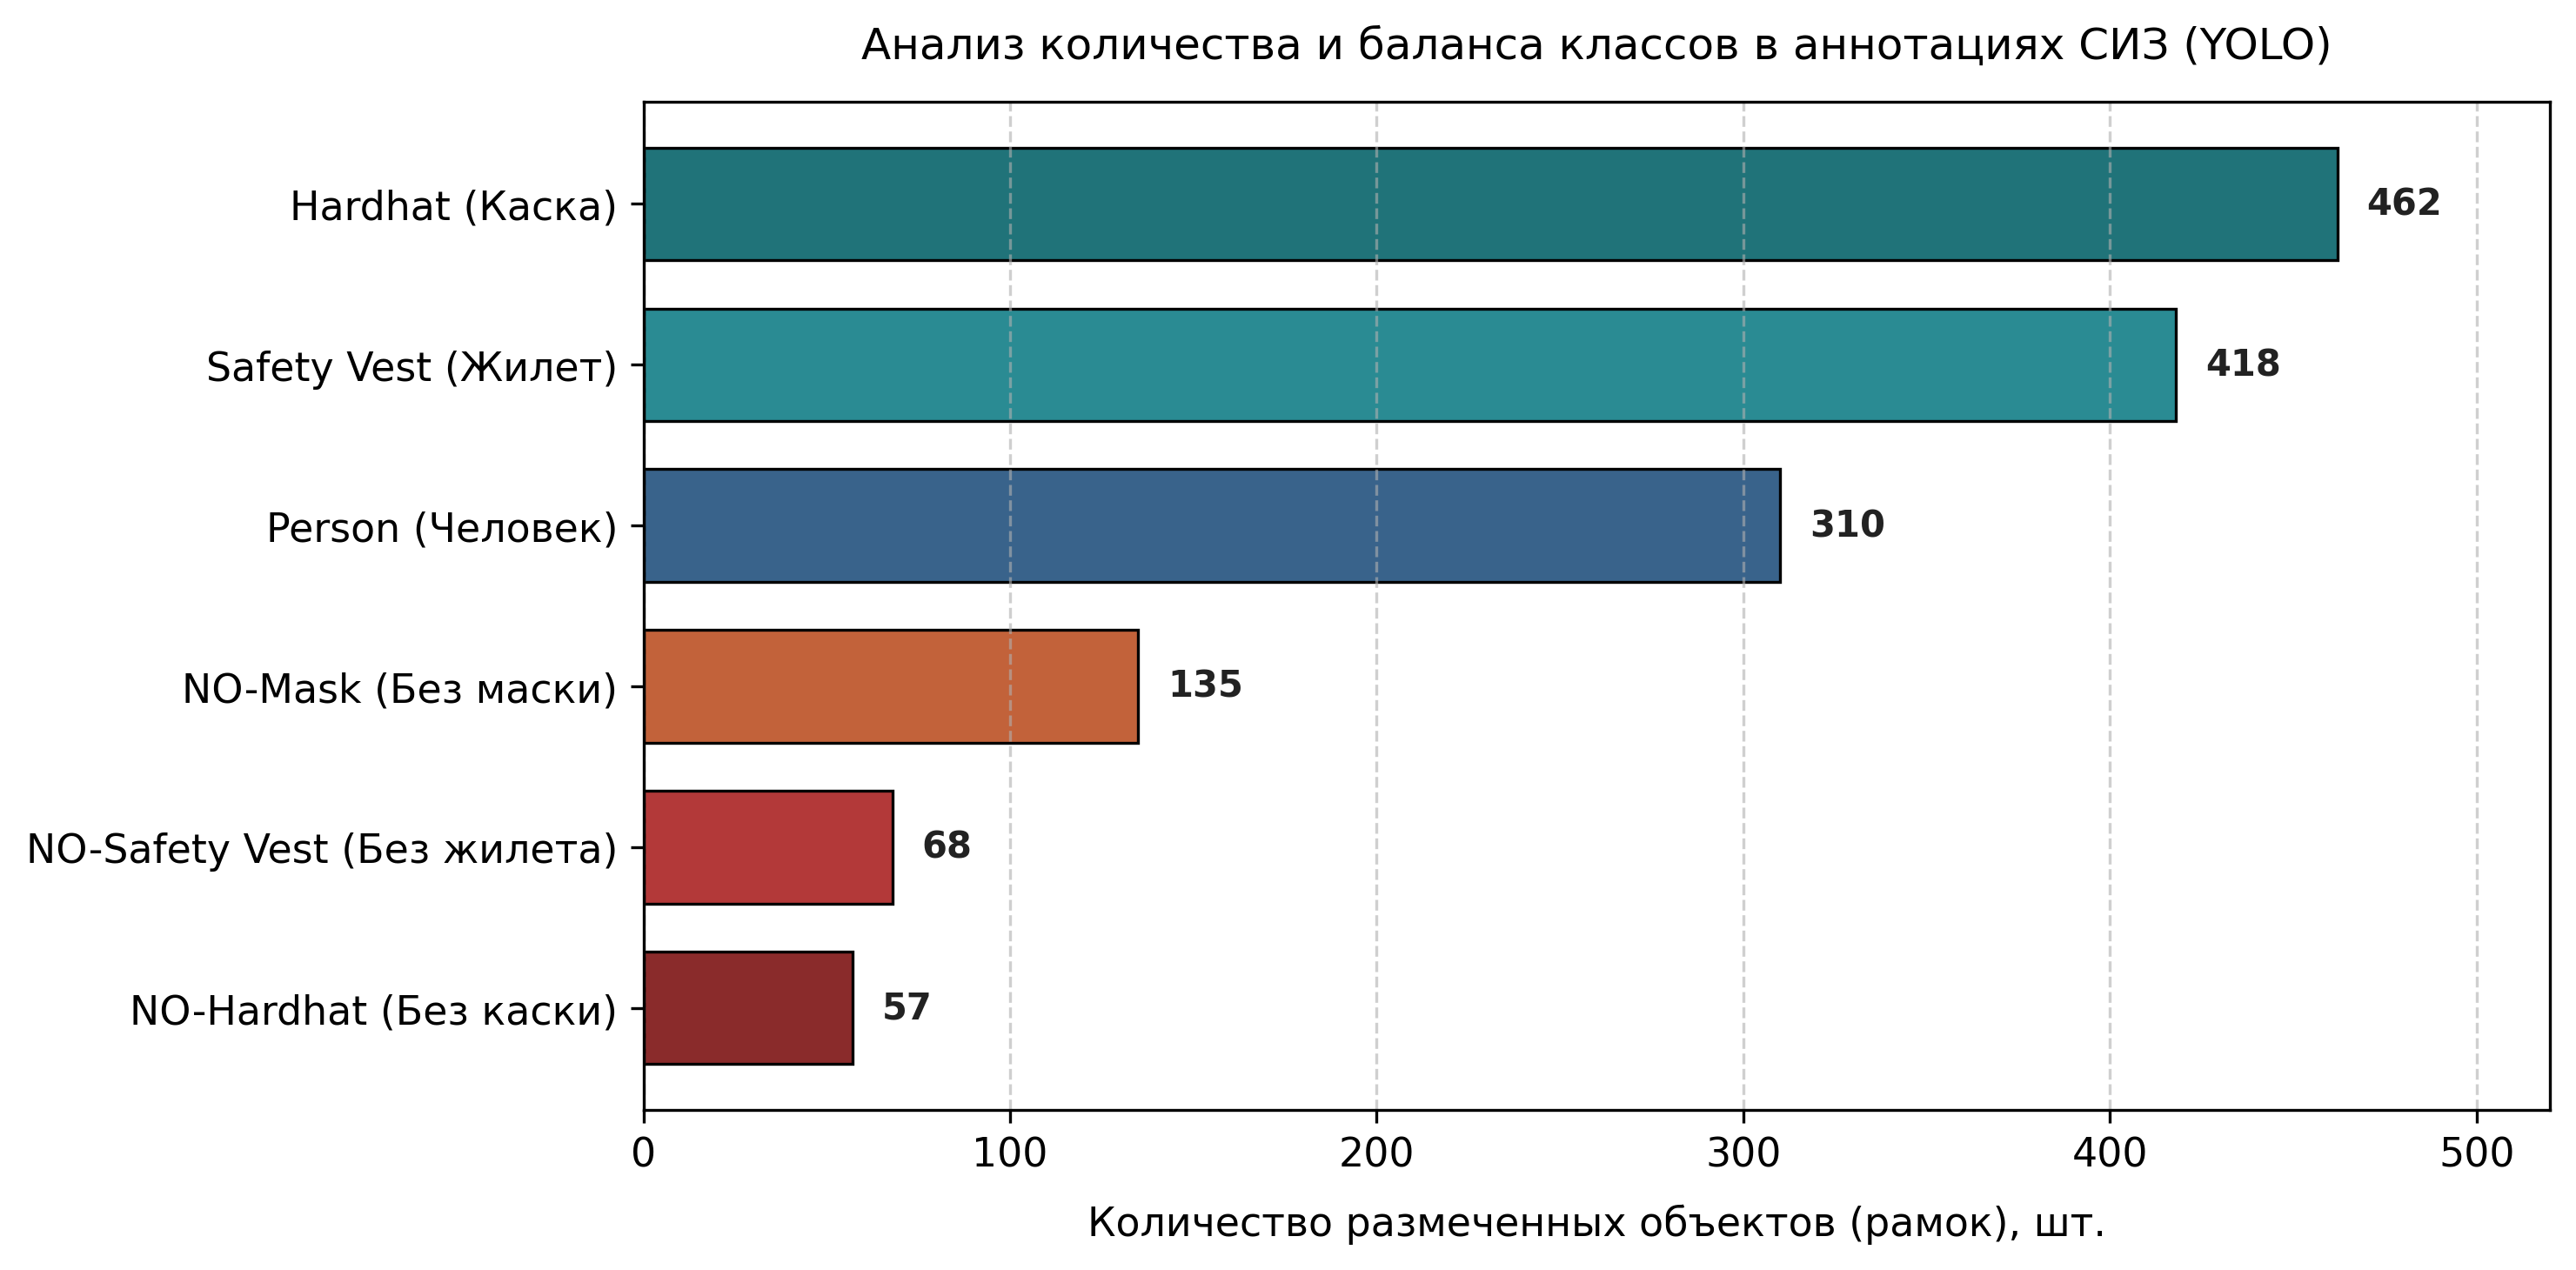 Анализ количества и баланса классов в аннотациях СИЗ (YOLO)
Hardhat (Каска)
462
Safety Vest (Жилет)
418
Person (Человек)
310
NO-Mask (Без маски)
135
NO-Safety Vest (Без жилета)
68
NO-Hardhat (Без каски)
57
0 100 200 300 400 500
Количество размеченных объектов (рамок), шт.